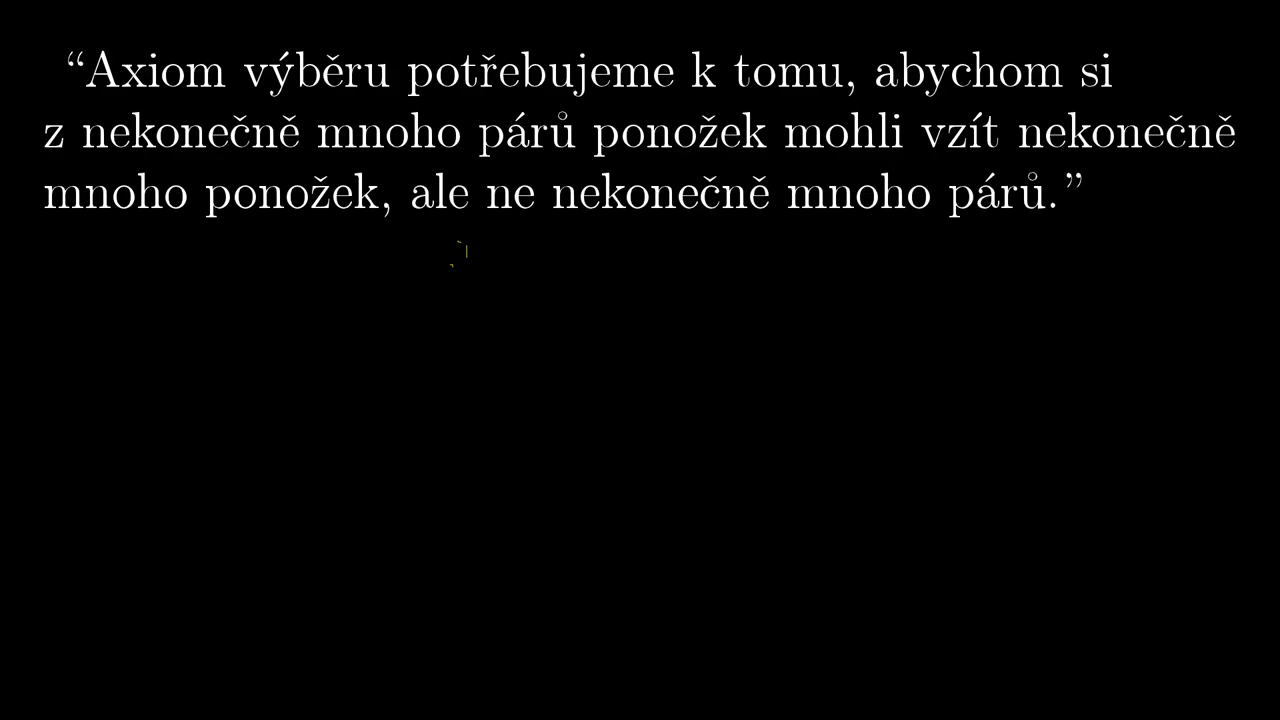 “Axiom výběru potřebujeme k tomu, abychom si
z nekonečně mnoho párů ponožek mohli vzít nekonečně
mnoho ponožek, ale ne nekonečně mnoho párů.”